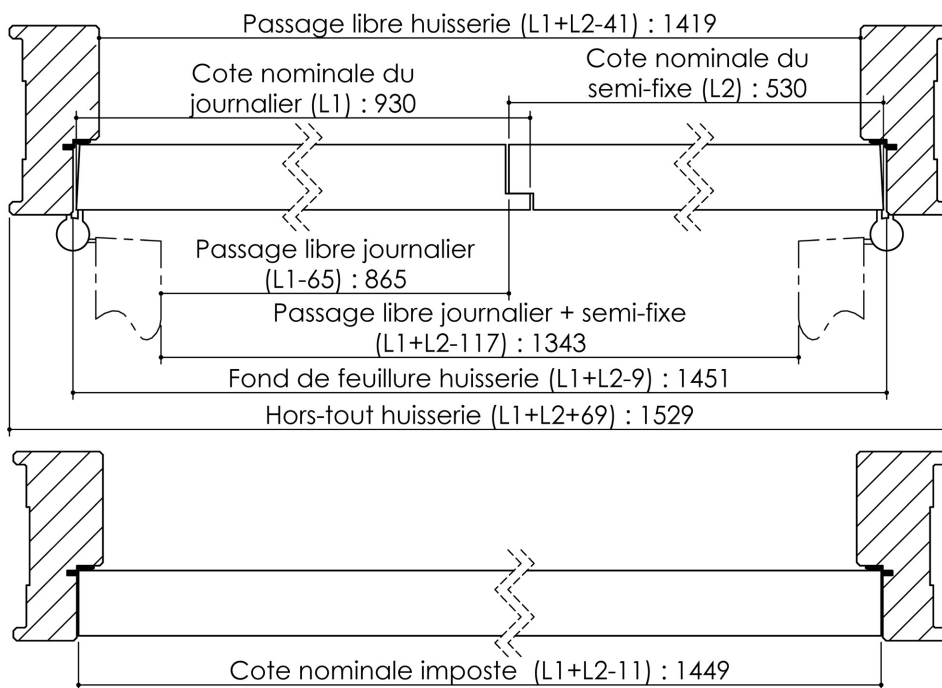 Passage libre huisserie (L1+L2-41) : 1419
Cote nominale du
journalier (L1) : 930
Cote nominale du
semi-fixe (L2) : 530
Passage libre journalier
(L1-65) : 865
Passage libre journalier + semi-fixe
(L1+L2-117) : 1343
Fond de feuillure huisserie (L1+L2-9) : 1451
Hors-tout huisserie (L1+L2+69) : 1529
Cote nominale imposte (L1+L2-11) : 1449